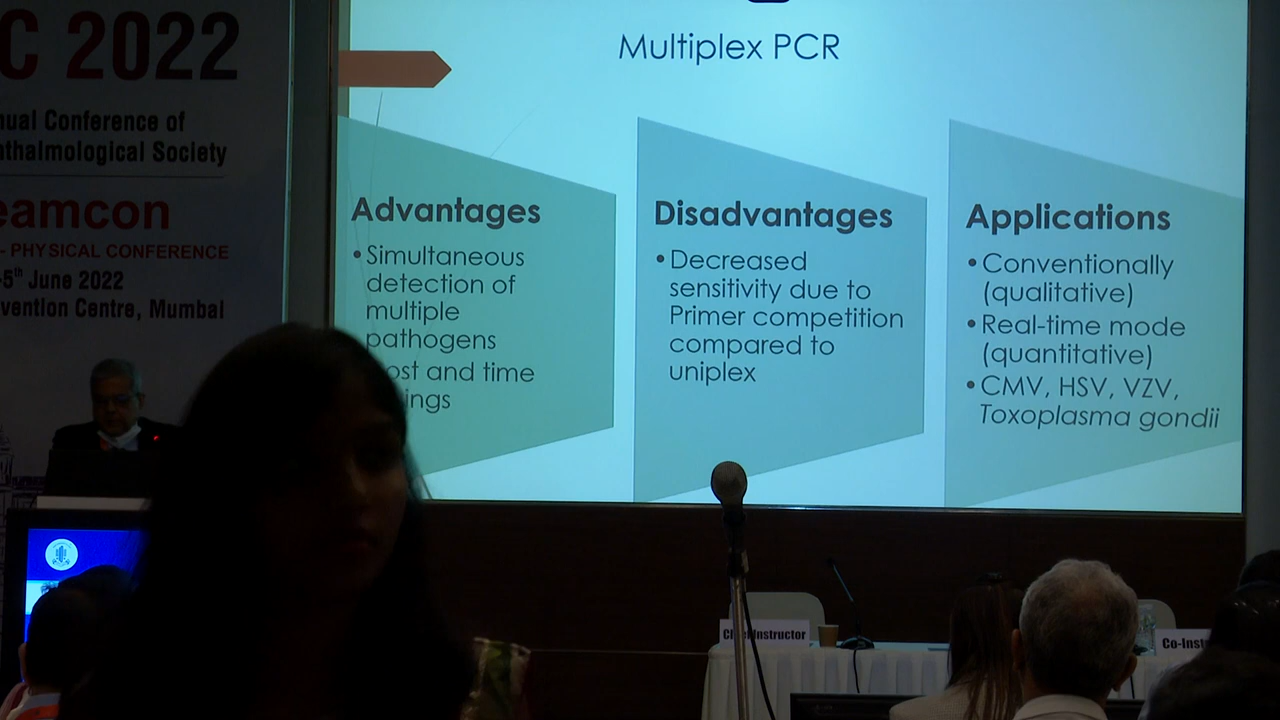 C 2022
nual Conference of
thalmological Society
eamcon
- PHYSICAL CONFERENCE
-5th June 2022
vention Centre, Mumbai
Multiplex PCR
Advantages
• Simultaneous
detection of
multiple
pathogens
ost and time
ings
Disadvantages
• Decreased
sensitivity due to
Primer competition
compared to
uniplex
Applications
• Conventionally
(qualitative)
• Real-time mode
(quantitative)
• CMV, HSV, VZV,
Toxoplasma gondii
Instructor
Co-Inst